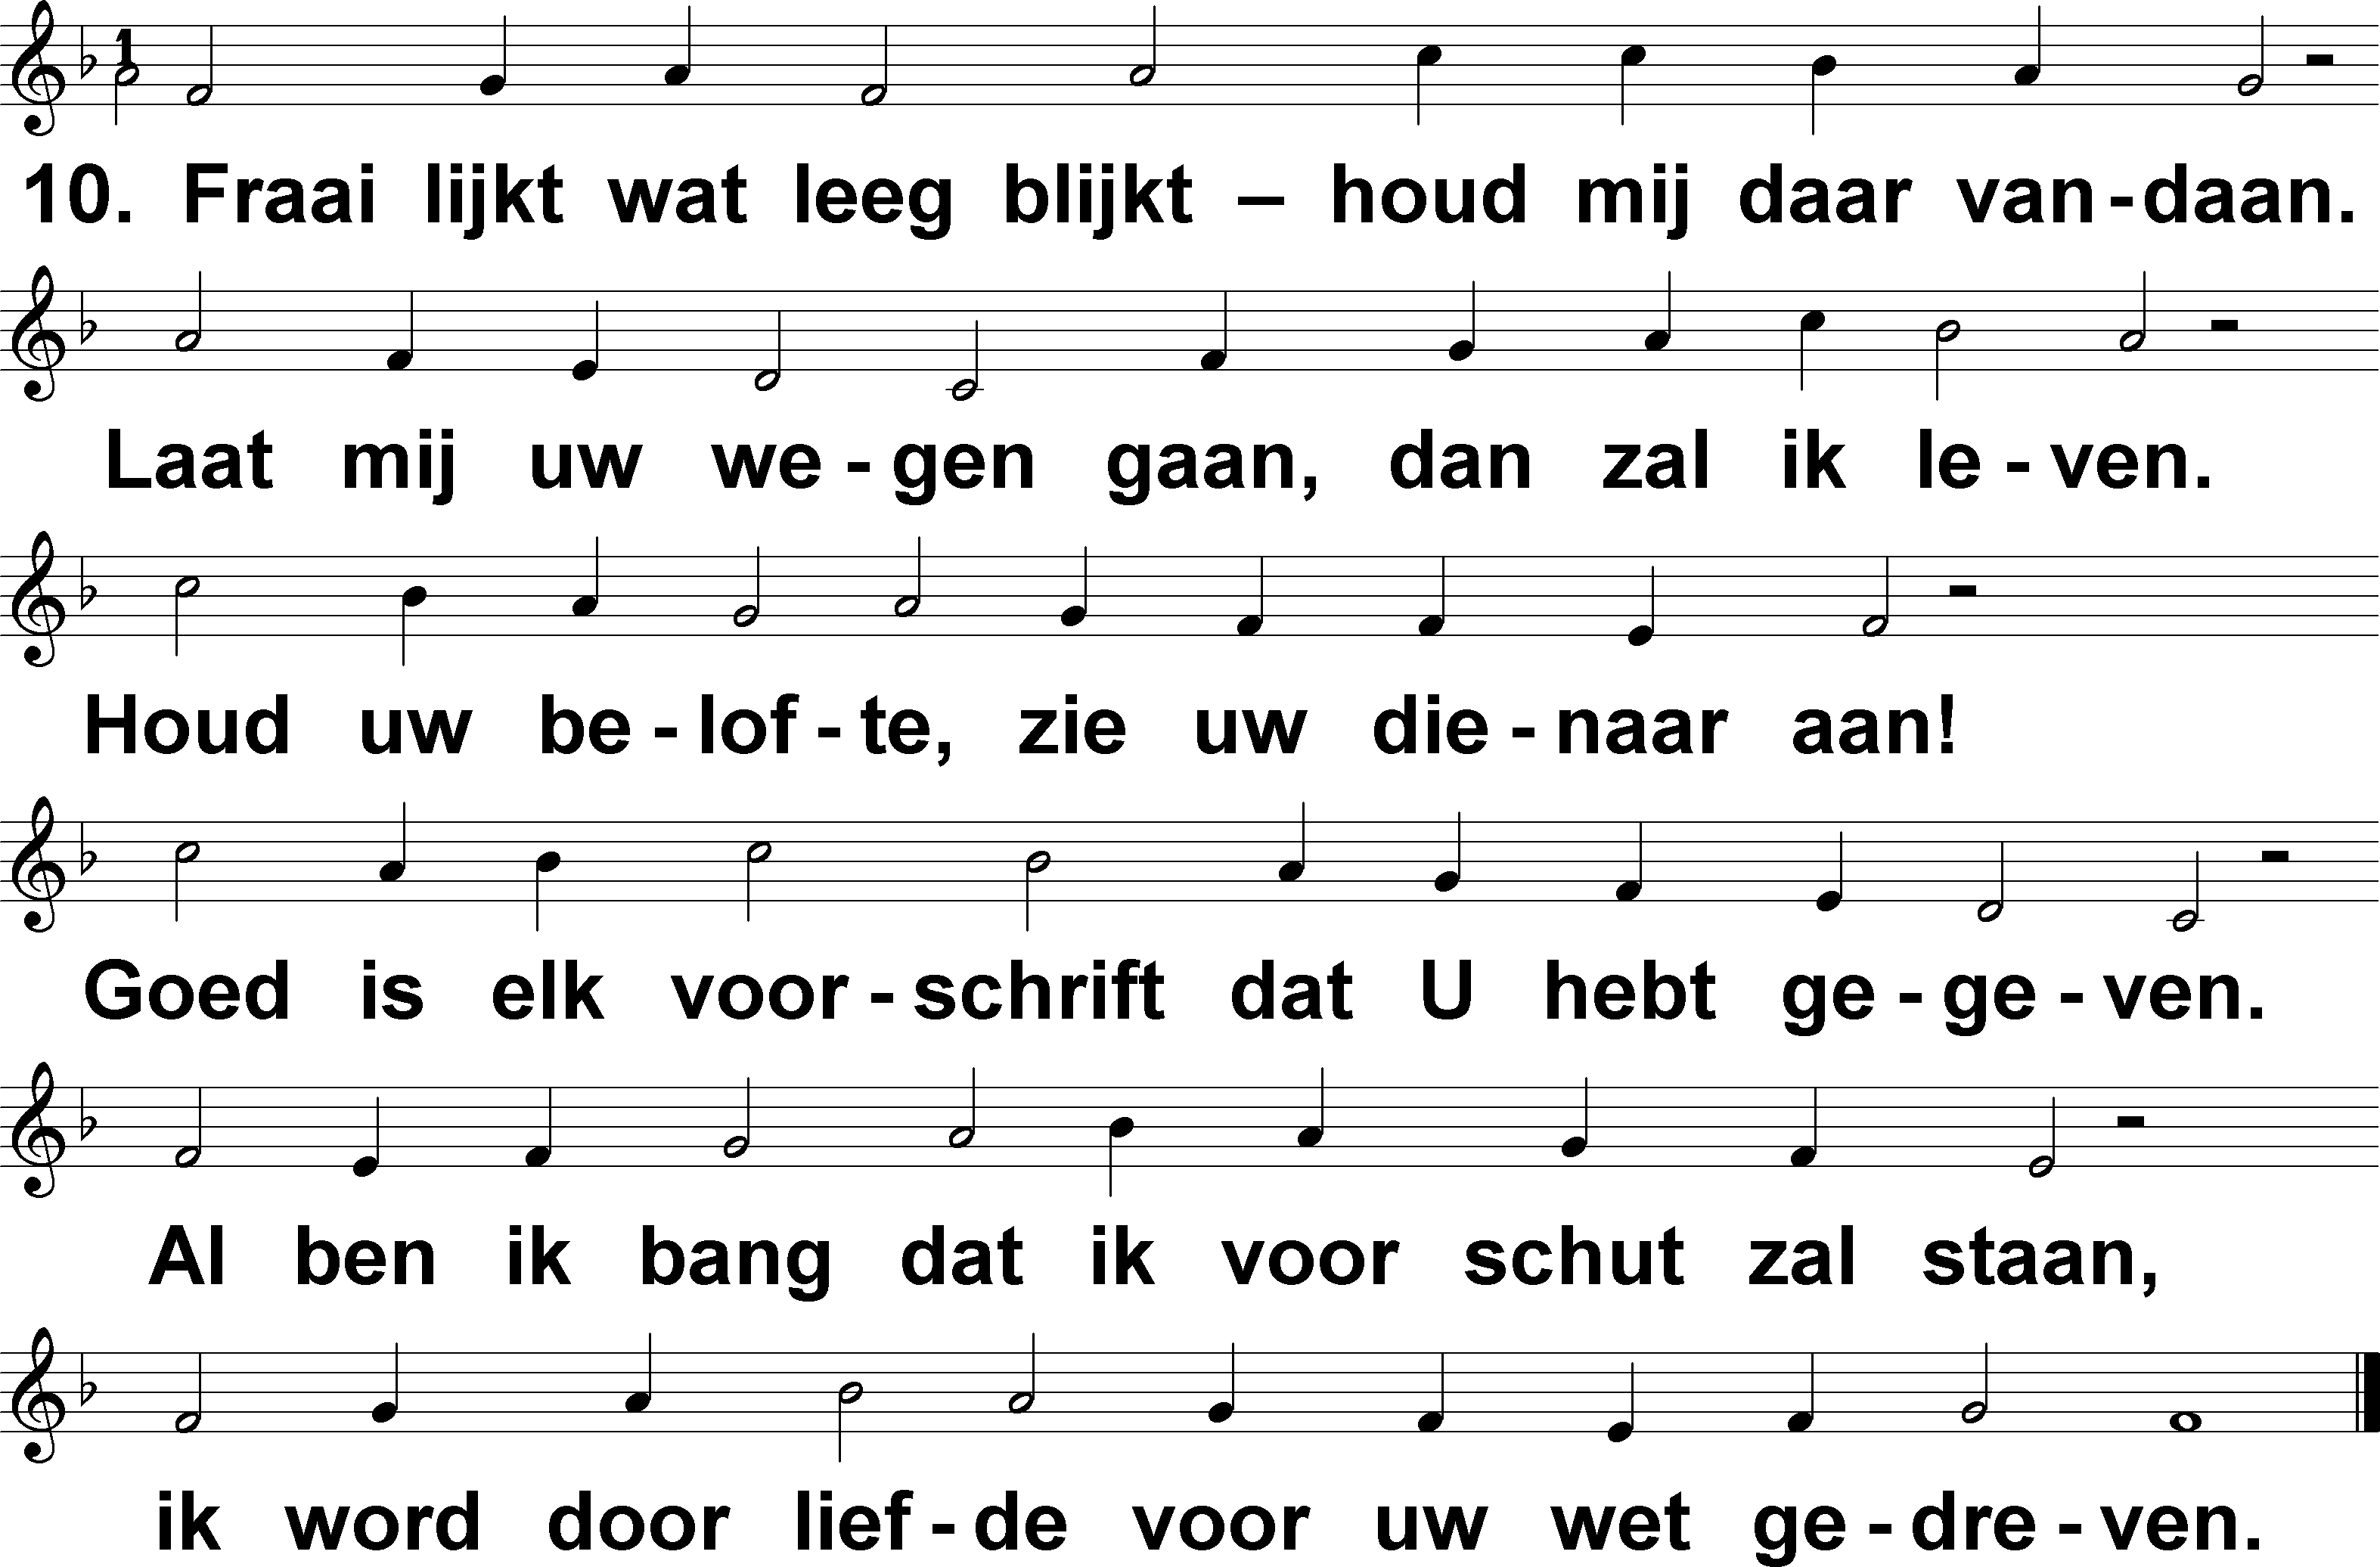 1
10. Fraai lijkt wat leeg blijkt – houd mij daar van-daan.
Laat mij uw we-gen gaan, dan zal ik le-ven.
Houd uw be-lof-te, zie uw die-naar aan!
Goed is elk voor-schrift dat U hebt ge-ge-ven.
Al ben ik bang dat ik voor schut zal staan,
ik word door lief-de voor uw wet ge-dre-ven.